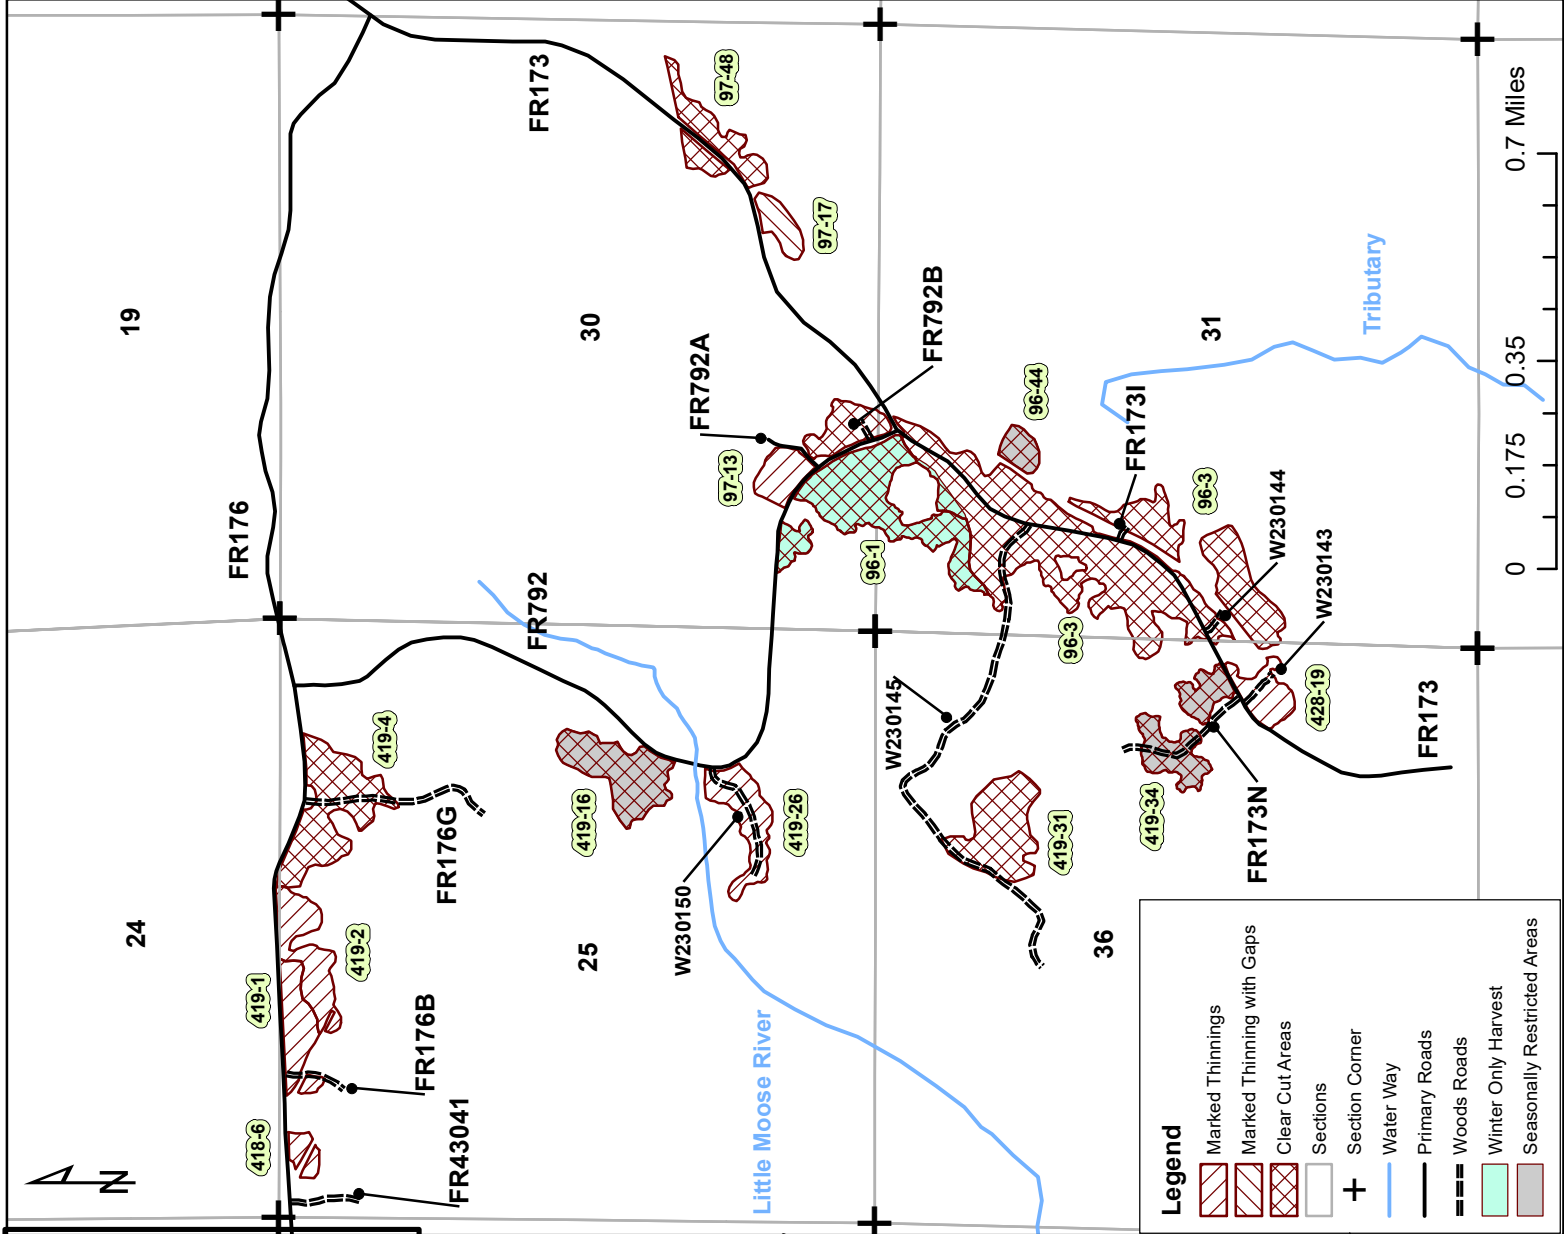 N
24
19
FR43041
418-6
FR176B
419-1
419-2
FR176G
419-4
FR176
FR173
97-48
97-17
30
FR792
FR792A
97-13
FR792B
96-1
25
419-16
419-26
W230150
Little Moose River
W230145
96-44
31
Tributary
FR173I
96-3
96-3
W230144
W230143
428-19
FR173
419-31
419-34
FR173N
36
Legend
Marked Thinnings
Marked Thinning with Gaps
Clear Cut Areas
Sections
Section Corner
Water Way
Primary Roads
Woods Roads
Winter Only Harvest
Seasonally Restricted Areas
0 0.175 0.35 0.7 Miles